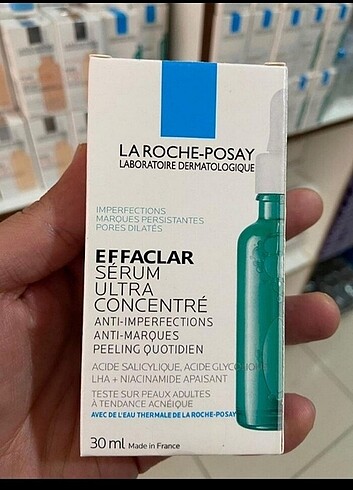 LA ROCHE-POSAY
LABORATOIRE DERMATOLOGIQUE
IMPERFECTIONS
MARQUES PERSISTANTES
PORES DILATÉS
EFFACLAR
SÉRUM
ULTRA
CONCENTRÉ
ANTI-IMPERFECTIONS
ANTI-MARQUES
PEELING QUOTIDIEN
ACIDE SALICYLIQUE, ACIDE GLYCOLIQUE
LHA + NIACINAMIDE APAISANT
TESTÉ SUR PEAUX ADULTES
À TENDANCE ACNÉIQUE
AVEC DE L'EAU THERMALE DE LA ROCHE-POSAY
30 ml Made in France